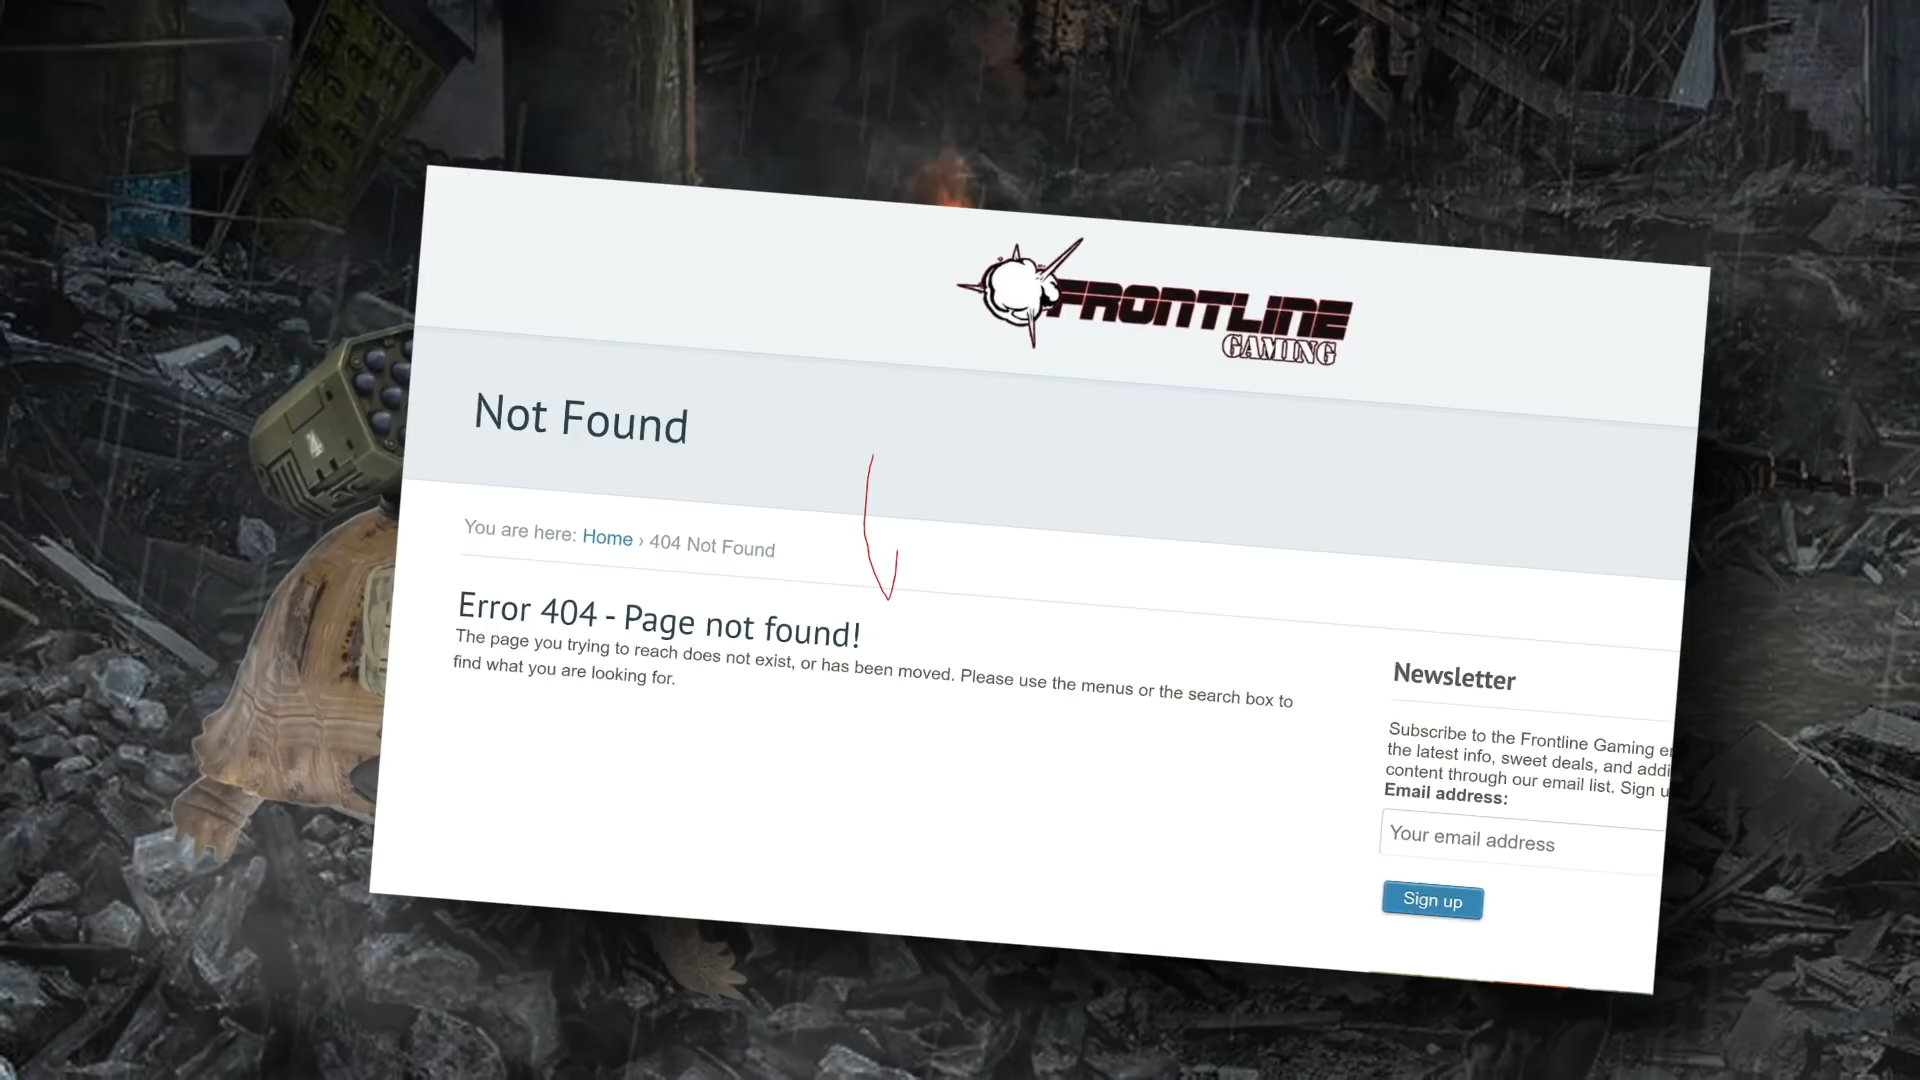 FRONTLINE
GAMING
Not Found
You are here: Home › 404 Not Found
Error 404 - Page not found!
The page you trying to reach does not exist, or has been moved. Please use the menus or the search box to
find what you are looking for.
Newsletter
Subscribe to the Frontline Gaming
the latest info, sweet deals, and
content through our email list. Sign
Email address:
Your email address
Sign up